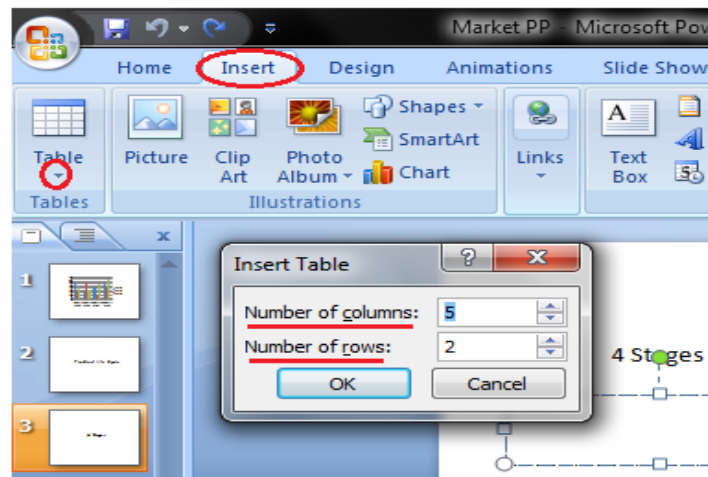 Market PP - Microsoft Pow
Home Insert Design Animations Slide Show
Table
Picture
Clip Art
Photo Album
Shapes
SmartArt
Chart
Links
Text Box
A
Tables Illustrations
1
2
3
Insert Table
Number of columns: 5
Number of rows: 2
OK Cancel
4 Stages